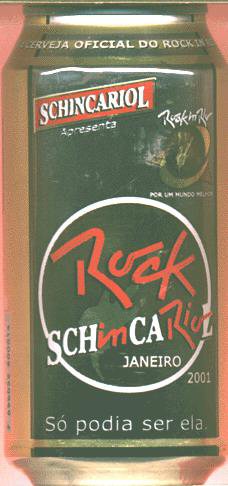 CERVEJA OFICIAL DO ROCK IN R
SCHINCARIOL
Apresenta
Rock in Rio
POR UM MUNDO MELHOR
Rock
SCHinCARioL
JANEIRO
2001
Só podia ser ela.